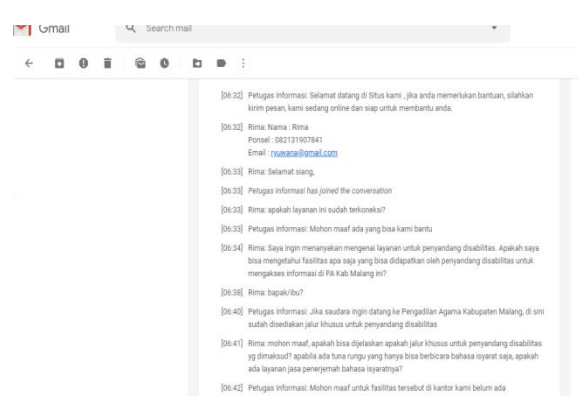 Gmail
Search mail
[06:32] Petugas Informasi: Selamat datang di Situs kami , jika anda memerlukan bantuan, silahkan
kirim pesan, kami sedang online dan siap untuk membantu anda.
[06:32] Rima: Nama : Rima
Ponsel : 082131907841
Email : ryuwana@gmail.com
[06:33] Rima: Selamat siang,
[06:33] Petugas Informasi has joined the conversation
[06:33] Rima: apakah layanan ini sudah terkoneksi?
[06:33] Petugas Informasi: Mohon maaf ada yang bisa kami bantu
[06:34] Rima: Saya ingin menanyakan mengenai layanan untuk penyandang disabilitas. Apakah saya
bisa mengetahui fasilitas apa saja yang bisa didapatkan oleh penyandang disabilitas untuk
mengakses informasi di PA Kab Malang ini?
[06:38] Rima: bapak/ibu?
[06:40] Petugas Informasi: Jika saudara ingin datang ke Pengadilan Agama Kabupaten Malang, di sini
sudah disediakan jalur khusus untuk penyandang disabilitas
[06:41] Rima: mohon maaf, apakah bisa dijelaskan apakah jalur khusus untuk penyandang disabilitas
yg dimaksud? apabila ada tuna rungu yang hanya bisa berbicara bahasa isyarat saja, apakah
ada layanan jasa penerjemah bahasa isyaratnya?
[06:42] Petugas Informasi: Mohon maaf untuk fasilitas tersebut di kantor kami belum ada